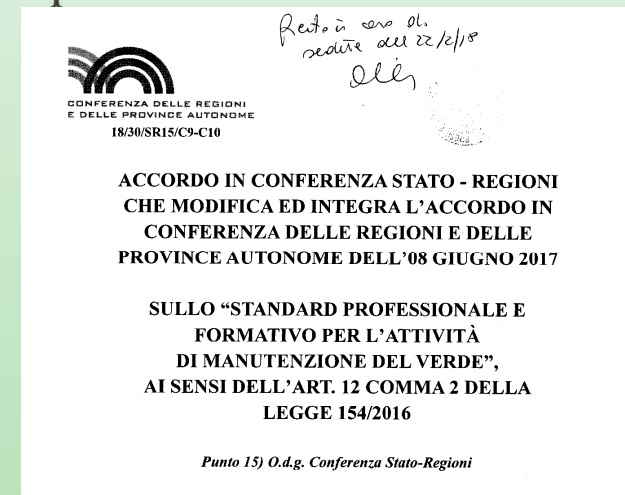 sedute del 22/2/18
CONFERENZA DELLE REGIONI
E DELLE PROVINCE AUTONOME
18/30/SR15/C9-C10
ACCORDO IN CONFERENZA STATO - REGIONI
CHE MODIFICA ED INTEGRA L’ACCORDO IN
CONFERENZA DELLE REGIONI E DELLE
PROVINCE AUTONOME DELL’08 GIUGNO 2017
SULLO “STANDARD PROFESSIONALE E
FORMATIVO PER L’ATTIVITÀ
DI MANUTENZIONE DEL VERDE”,
AI SENSI DELL’ART. 12 COMMA 2 DELLA
LEGGE 154/2016
Punto 15) O.d.g. Conferenza Stato-Regioni